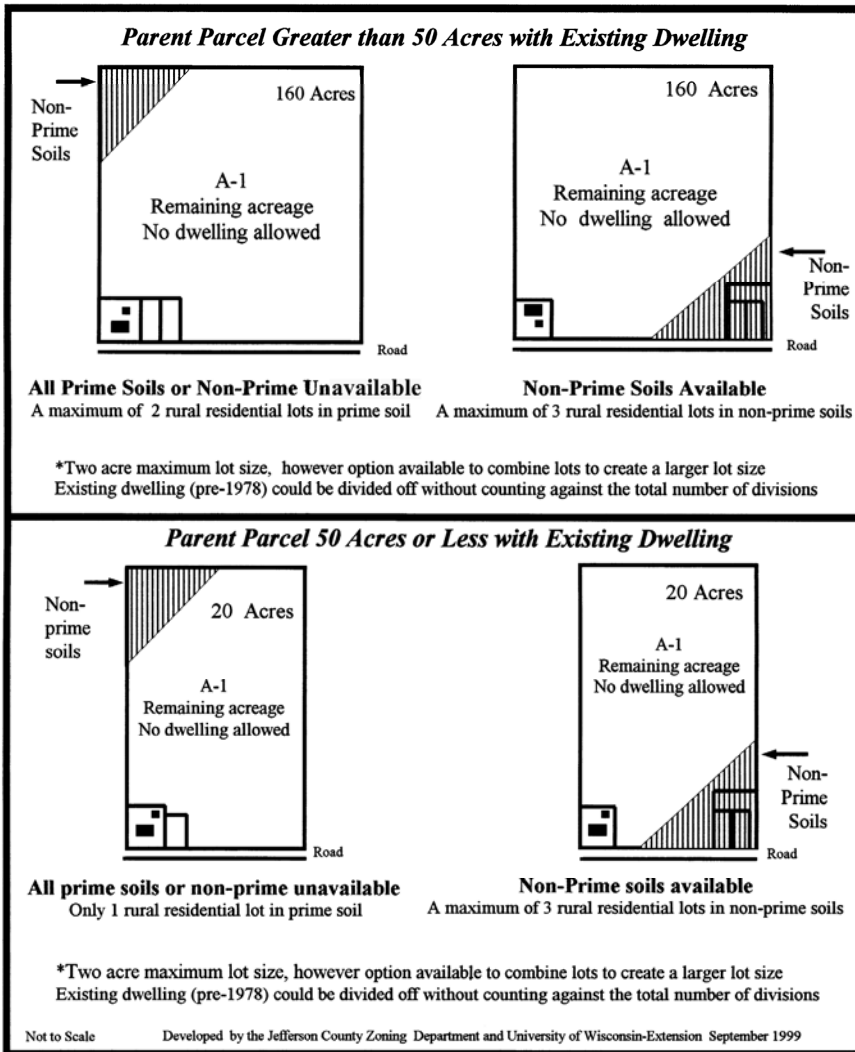 Parent Parcel Greater than 50 Acres with Existing Dwelling
Non-
Prime
Soils
160 Acres
A-1
Remaining acreage
No dwelling allowed
Road
All Prime Soils or Non-Prime Unavailable
A maximum of 2 rural residential lots in prime soil
160 Acres
A-1
Remaining acreage
No dwelling allowed
Non-
Prime
Soils
Road
Non-Prime Soils Available
A maximum of 3 rural residential lots in non-prime soils
*Two acre maximum lot size, however option available to combine lots to create a larger lot size
Existing dwelling (pre-1978) could be divided off without counting against the total number of divisions
Parent Parcel 50 Acres or Less with Existing Dwelling
Non-
prime
soils
20 Acres
A-1
Remaining acreage
No dwelling allowed
Road
All prime soils or non-prime unavailable
Only 1 rural residential lot in prime soil
20 Acres
A-1
Remaining acreage
No dwelling allowed
Non-
Prime
Soils
Road
Non-Prime soils available
A maximum of 3 rural residential lots in non-prime soils
*Two acre maximum lot size, however option available to combine lots to create a larger lot size
Existing dwelling (pre-1978) could be divided off without counting against the total number of divisions
Not to Scale Developed by the Jefferson County Zoning Department and University of Wisconsin-Extension September 1999